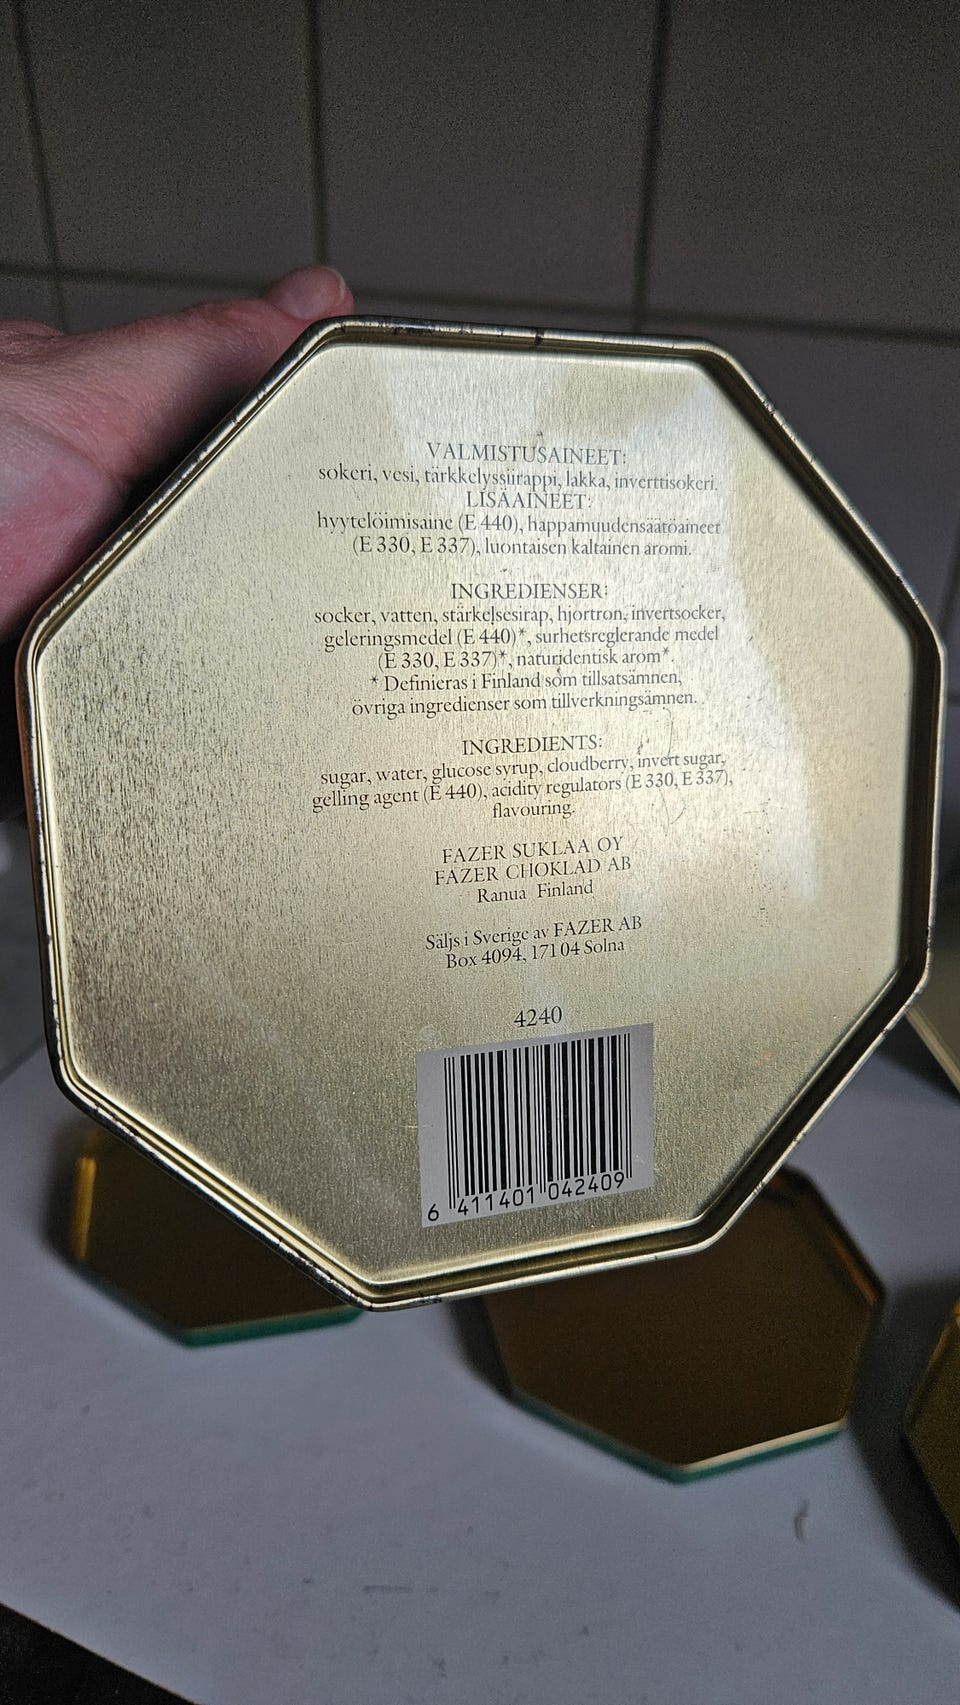 VALMISTUSAINEET:
sokeri, vesi, tärkkelyssiirappi, lakka, inverttisokeri.
LISÄAINEET:
hyytelöimisaine (E 440), happamuudensäätöaineet
(E 330, E 337), luontaisen kaltainen aromi.
INGREDIENSER:
socker, vatten, stärkelsesirap, hjortron, invertsocker,
geleringsmedel (E 440)*, surhetsreglerande medel
(E 330, E 337)*, naturidentisk arom*.
* Definieras i Finland som tillsatsämnen,
övriga ingredienser som tillverkningsämnen.
INGREDIENTS:
sugar, water, glucose syrup, cloudberry, invert sugar,
gelling agent (E 440), acidity regulators (E 330, E 337),
flavouring.
FAZER SUKLAA OY
FAZER CHOKLAD AB
Ranua Finland
Säljs i Sverige av FAZER AB
Box 4094, 171 04 Solna
4240
6 411401 042409